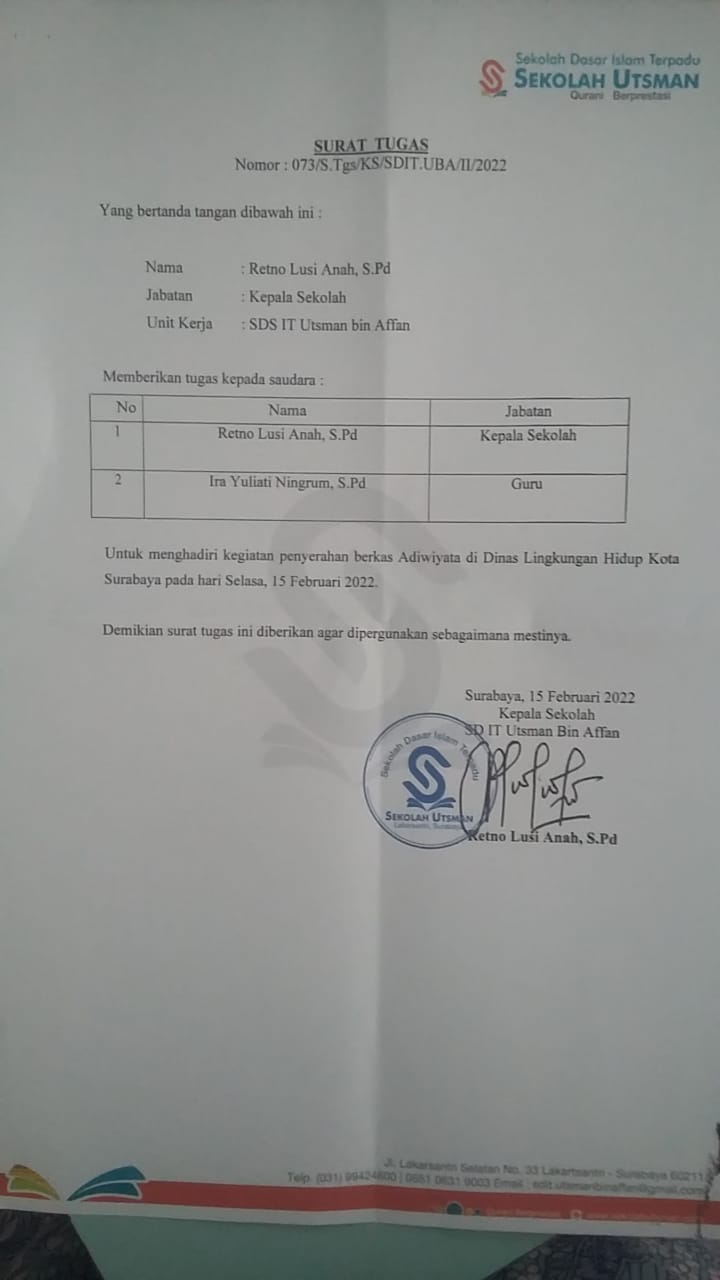 Sekolah Dasar Islam Terpadu
SEKOLAH UTSMAN
Qurani Berprestasi
SURAT TUGAS
Nomor : 073/S.Tgs/KS/SDIT.UBA/II/2022
Yang bertanda tangan dibawah ini :
Nama : Retno Lusi Anah, S.Pd
Jabatan : Kepala Sekolah
Unit Kerja : SDS IT Utsman bin Affan
Memberikan tugas kepada saudara :
No Nama Jabatan
1 Retno Lusi Anah, S.Pd Kepala Sekolah
2 Ira Yuliati Ningrum, S.Pd Guru
Untuk menghadiri kegiatan penyerahan berkas Adiwiyata di Dinas Lingkungan Hidup Kota
Surabaya pada hari Selasa, 15 Februari 2022.
Demikian surat tugas ini diberikan agar dipergunakan sebagaimana mestinya.
Surabaya, 15 Februari 2022
Kepala Sekolah
SD IT Utsman Bin Affan
Sekolah Dasar Islam Terpadu
SEKOLAH UTSMAN
Lakarsantri, Surabaya
Retno Lusi Anah, S.Pd
Jl. Lakarsantri Selatan No. 33 Lakarsantri - Surabaya 60211
Telp. (031) 99424800 | 0851 0631 9003 Email : sdit.utsmanbinaffan@gmail.com